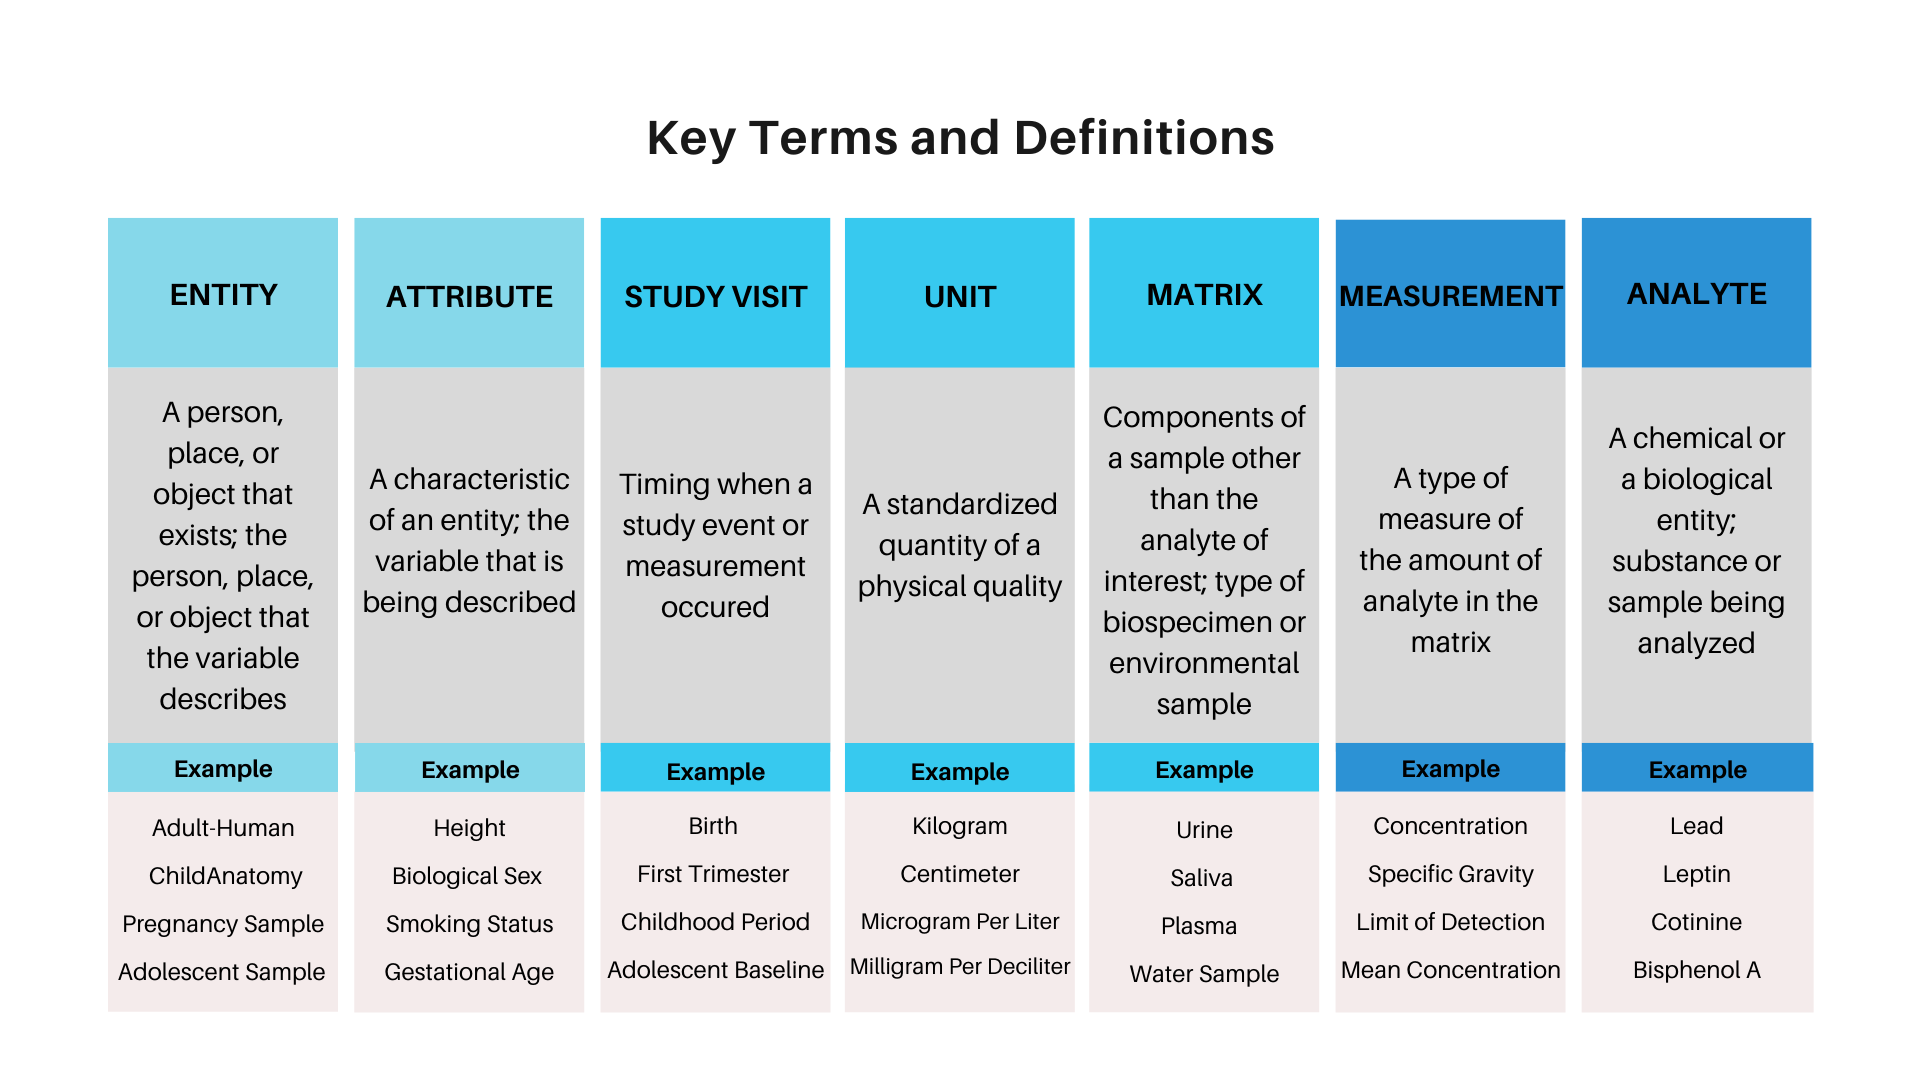 Key Terms and Definitions
ENTITY
A person,
place, or
object that
exists; the
person, place,
or object that
the variable
describes
Example
Adult-Human
ChildAnatomy
Pregnancy Sample
Adolescent Sample
ATTRIBUTE
A characteristic
of an entity; the
variable that is
being described
Example
Height
Biological Sex
Smoking Status
Gestational Age
STUDY VISIT
Timing when a
study event or
measurement
occured
Example
Birth
First Trimester
Childhood Period
Adolescent Baseline
UNIT
A standardized
quantity of a
physical quality
Example
Kilogram
Centimeter
Microgram Per Liter
Milligram Per Deciliter
MATRIX
Components of
a sample other
than the
analyte of
interest; type of
biospecimen or
environmental
sample
Example
Urine
Saliva
Plasma
Water Sample
MEASUREMENT
A type of
measure of
the amount of
analyte in the
matrix
Example
Concentration
Specific Gravity
Limit of Detection
Mean Concentration
ANALYTE
A chemical or
a biological
entity;
substance or
sample being
analyzed
Example
Lead
Leptin
Cotinine
Bisphenol A